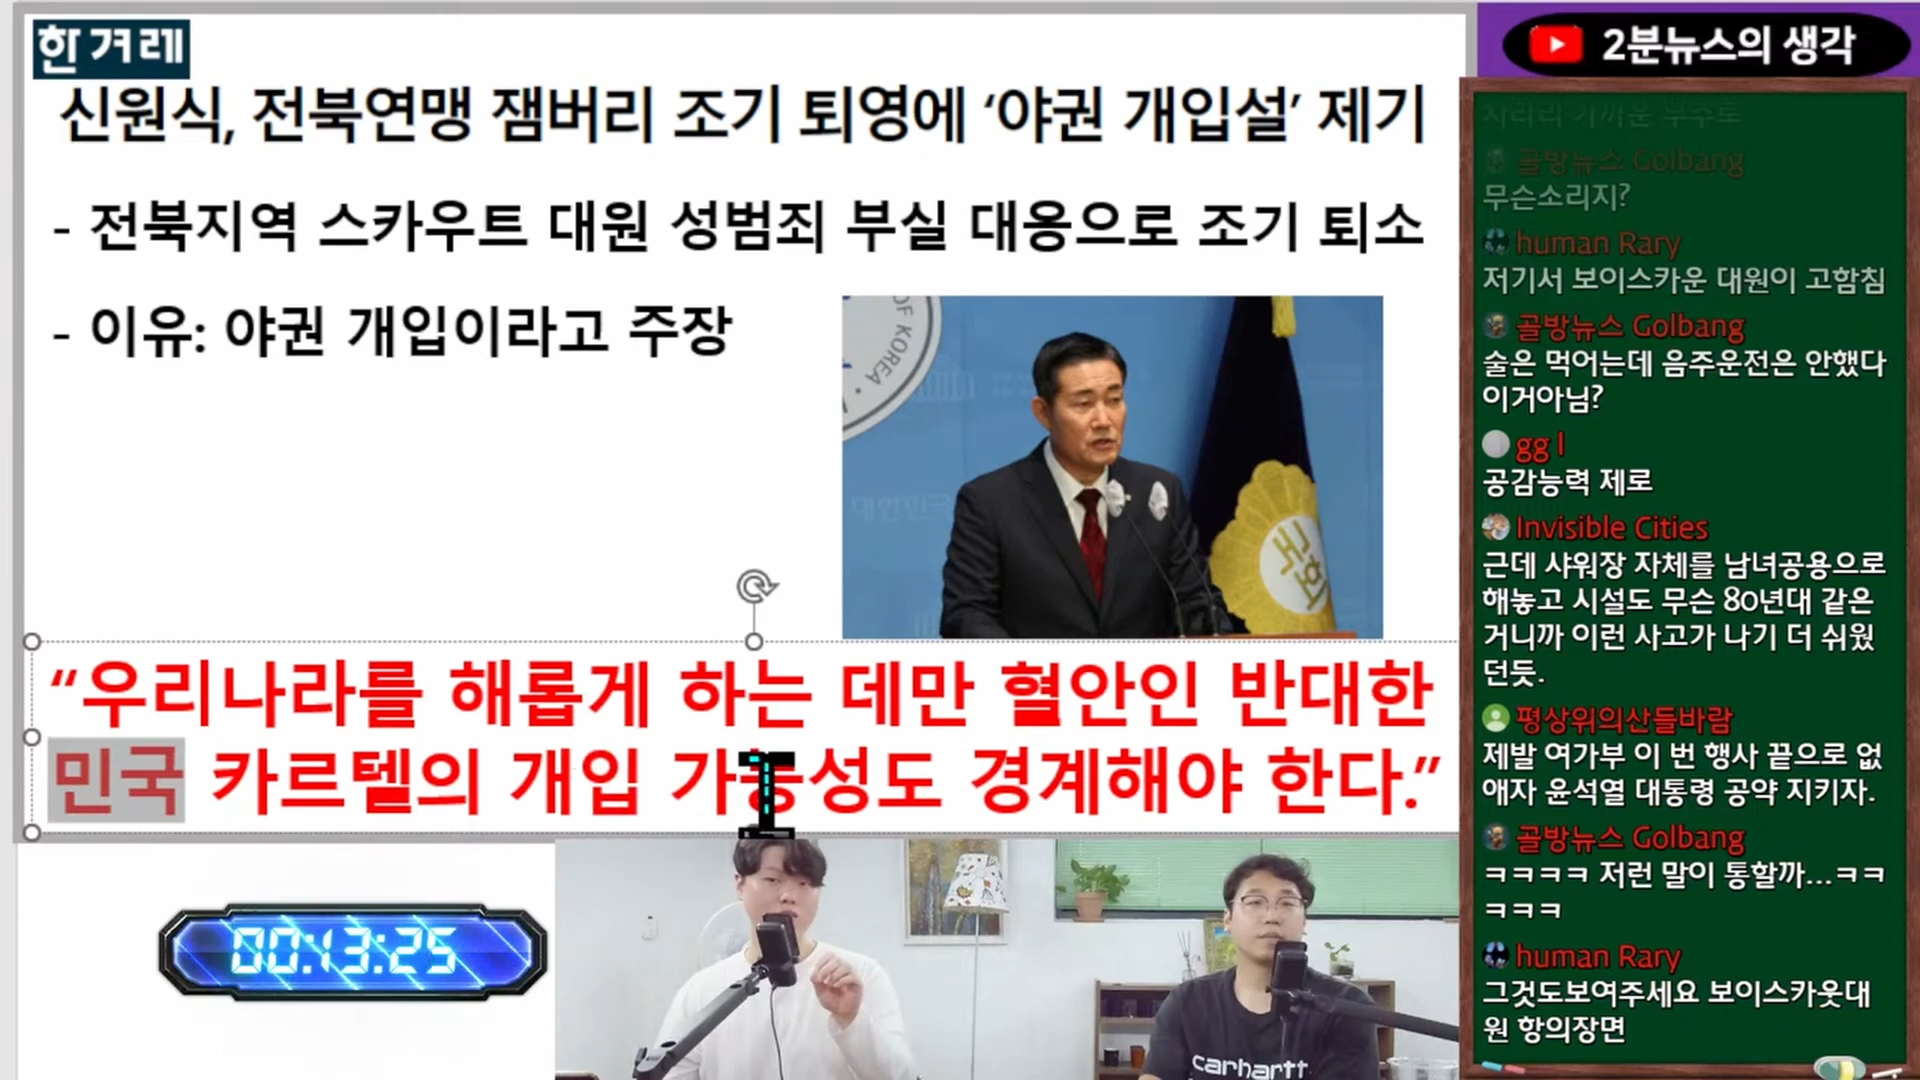 한겨레
신원식, 전북연맹 잼버리 조기 퇴영에 ‘야권 개입설’ 제기
- 전북지역 스카우트 대원 성범죄 부실 대응으로 조기 퇴소
- 이유: 야권 개입이라고 주장
OF KOREA
국회
“우리나라를 해롭게 하는 데만 혈안인 반대한
민국 카르텔의 개입 가능성도 경계해야 한다.”
00:13:25
carhartt
2분뉴스의 생각
골방뉴스 Golbang
무슨소리지?
human Rary
저기서 보이스카운 대원이 고함침
골방뉴스 Golbang
술은 먹어는데 음주운전은 안했다
이거아님?
gg l
공감능력 제로
Invisible Cities
근데 샤워장 자체를 남녀공용으로
해놓고 시설도 무슨 80년대 같은
거니까 이런 사고가 나기 더 쉬웠
던듯.
평상위의산들바람
제발 여가부 이 번 행사 끝으로 없
애자 윤석열 대통령 공약 지키자.
골방뉴스 Golbang
ㅋㅋㅋㅋ 저런 말이 통할까...ㅋㅋ
ㅋㅋㅋ
human Rary
그것도보여주세요 보이스카웃대
원 항의장면